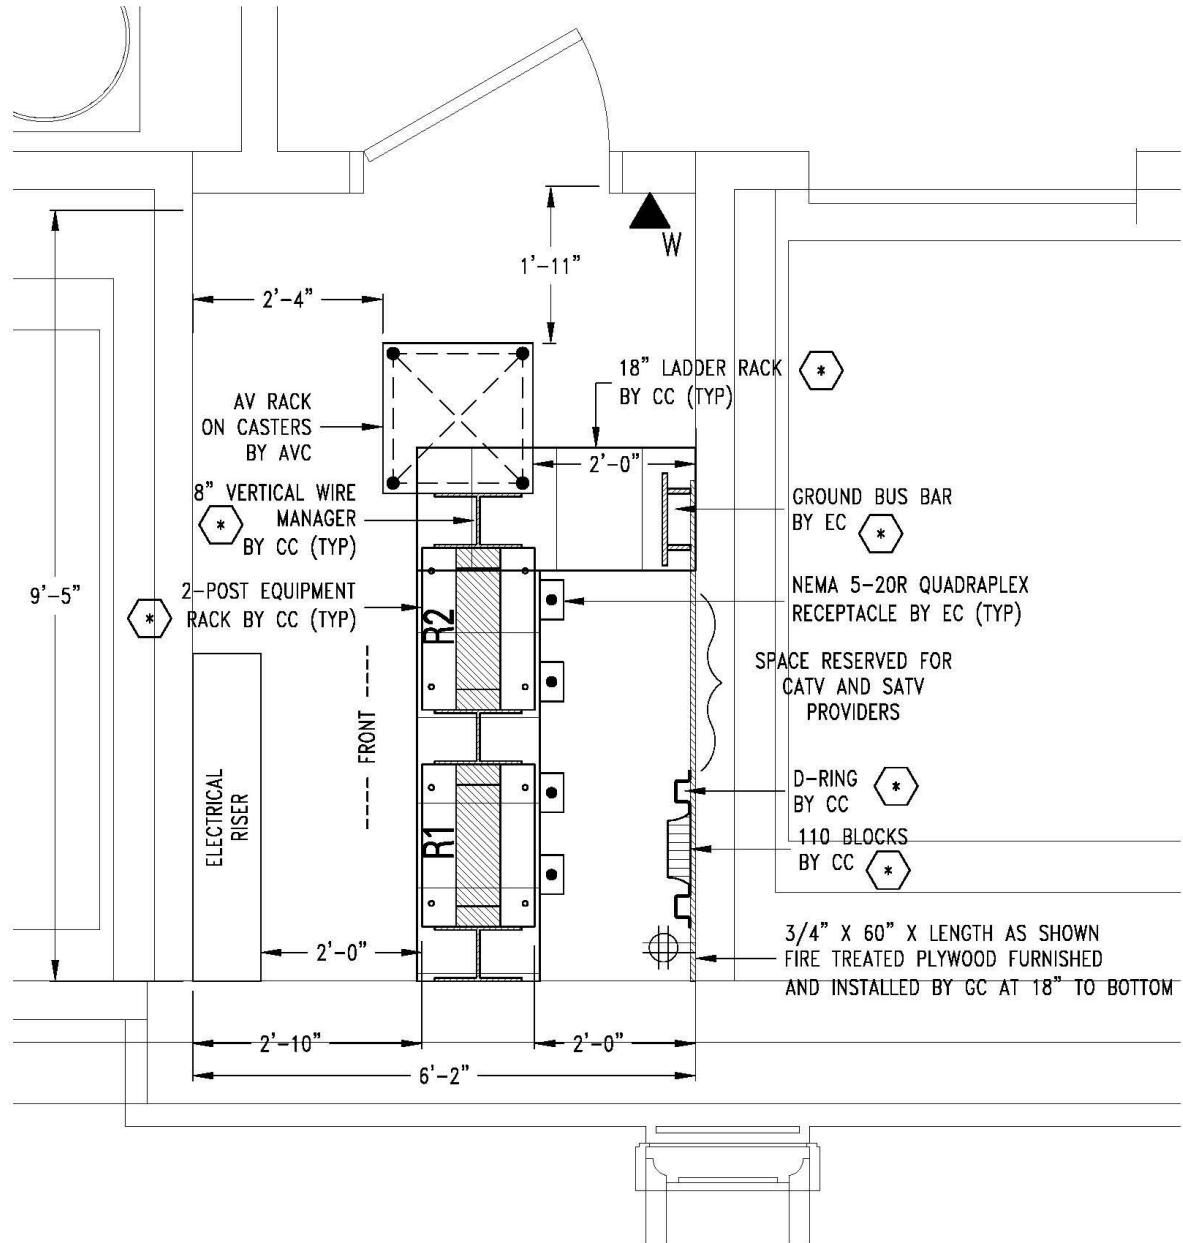 W
1'-11"
2'-4"
18" LADDER RACK
BY CC (TYP)
*
AV RACK
ON CASTERS
BY AVC
2'-0"
8" VERTICAL WIRE
MANAGER
BY CC (TYP)
*
GROUND BUS BAR
BY EC
*
9'-5"
2-POST EQUIPMENT
RACK BY CC (TYP)
*
NEMA 5-20R QUADRAPLEX
RECEPTACLE BY EC (TYP)
R2
SPACE RESERVED FOR
CATV AND SATV
PROVIDERS
FRONT
ELECTRICAL
RISER
R1
D-RING
BY CC
*
110 BLOCKS
BY CC
*
2'-0"
3/4" X 60" X LENGTH AS SHOWN
FIRE TREATED PLYWOOD FURNISHED
AND INSTALLED BY GC AT 18" TO BOTTOM
2'-10"
2'-0"
6'-2"